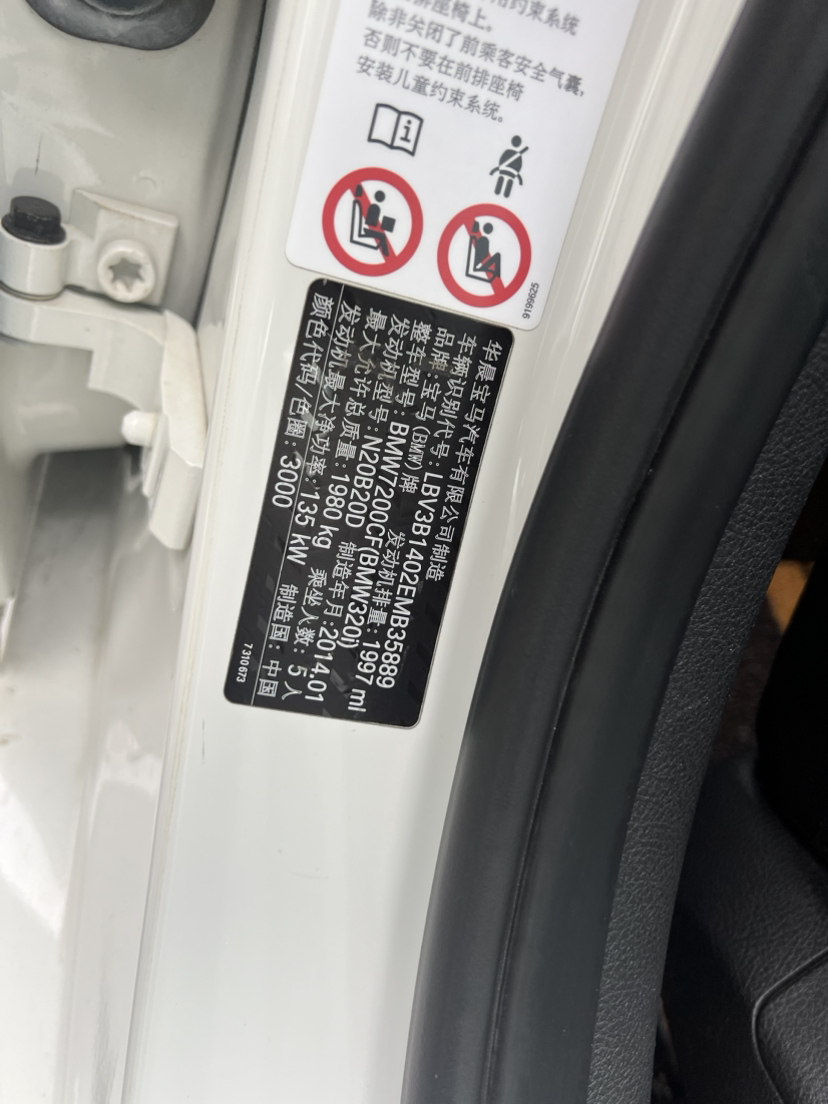 除非关闭了前乘客安全气囊,
否则不要在前排座椅
安装儿童约束系统。
9199625
华晨宝马汽车有限公司制造
车辆识别代号: LBV3B1402EMB35889
品牌: 宝马 (BMW) 牌 发动机排量: 1997 ml
整车型号: BMW7200CF(BMW320i)
发动机型号: N20B20D 制造年月: 2014.01
最大允许总质量: 1980 kg 乘坐人数: 5 人
发动机最大净功率: 135 kW 制造国: 中国
颜色代码/色圈: 3000
7310673